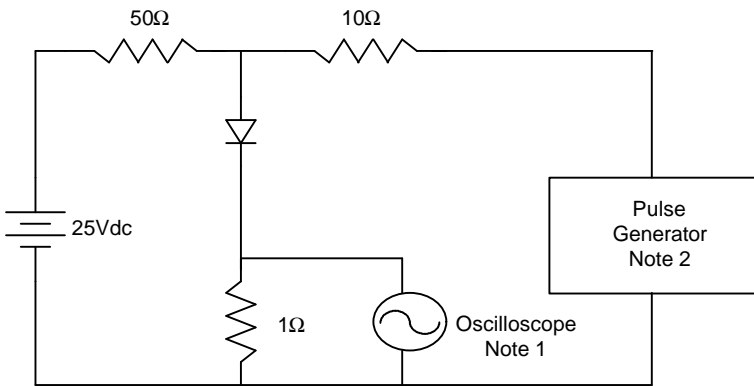 50Ω
10Ω
25Vdc
Pulse
Generator
Note 2
1Ω
Oscilloscope
Note 1